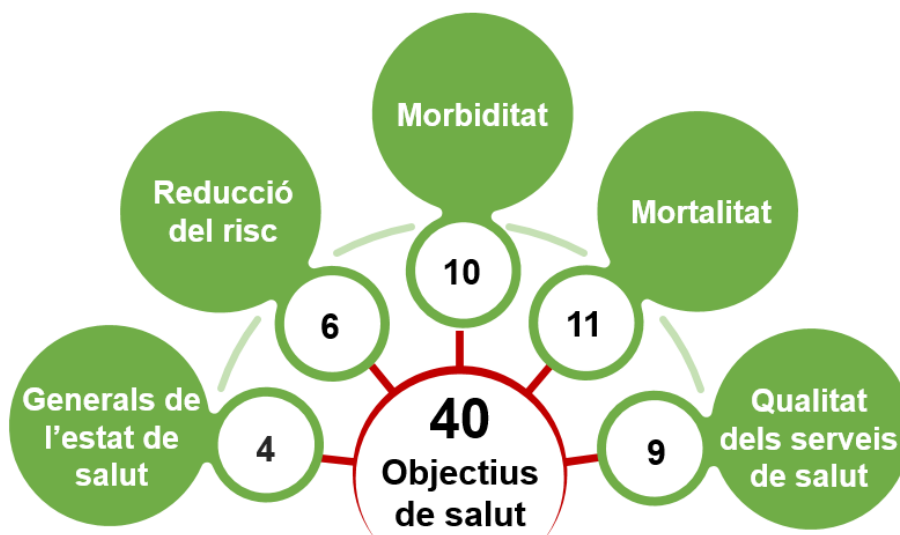 Morbiditat
10
Reducció
del risc
6
Mortalitat
11
Generals de
l'estat de
salut
4
40
Objectius
de salut
Qualitat
dels serveis
de salut
9